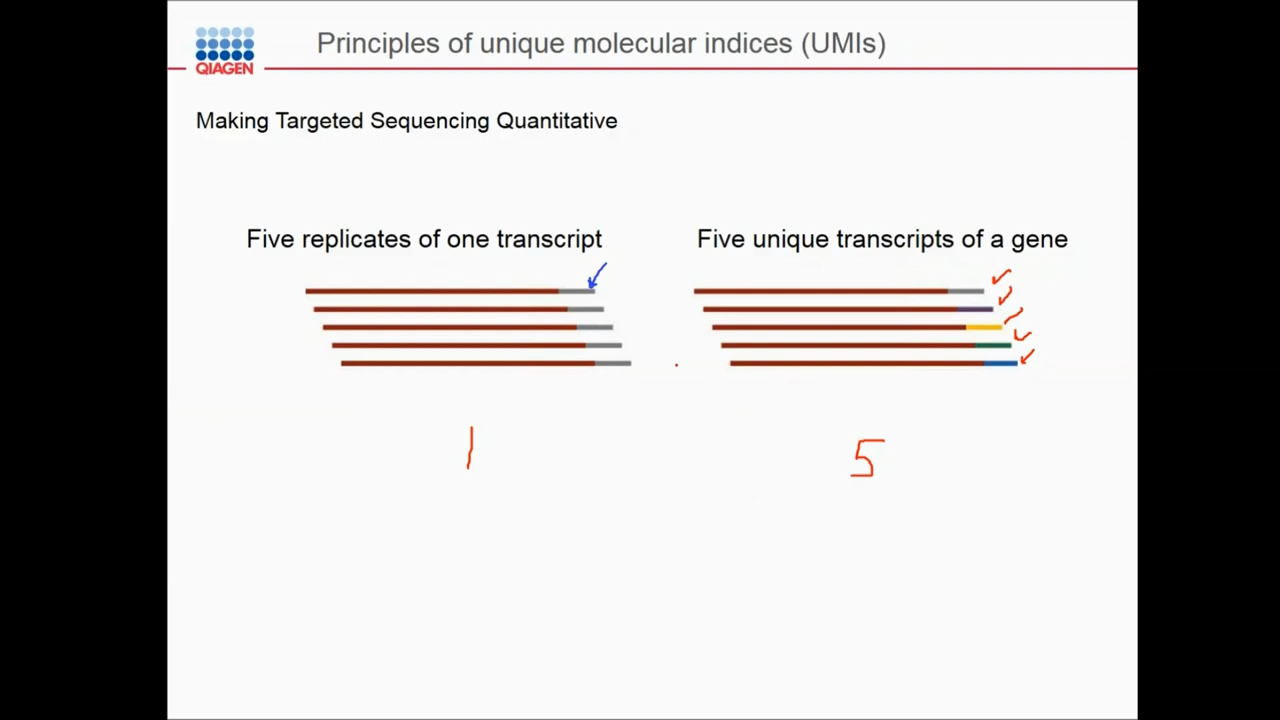 Principles of unique molecular indices (UMIs)
QIAGEN
Making Targeted Sequencing Quantitative
Five replicates of one transcript
Five unique transcripts of a gene
1
5